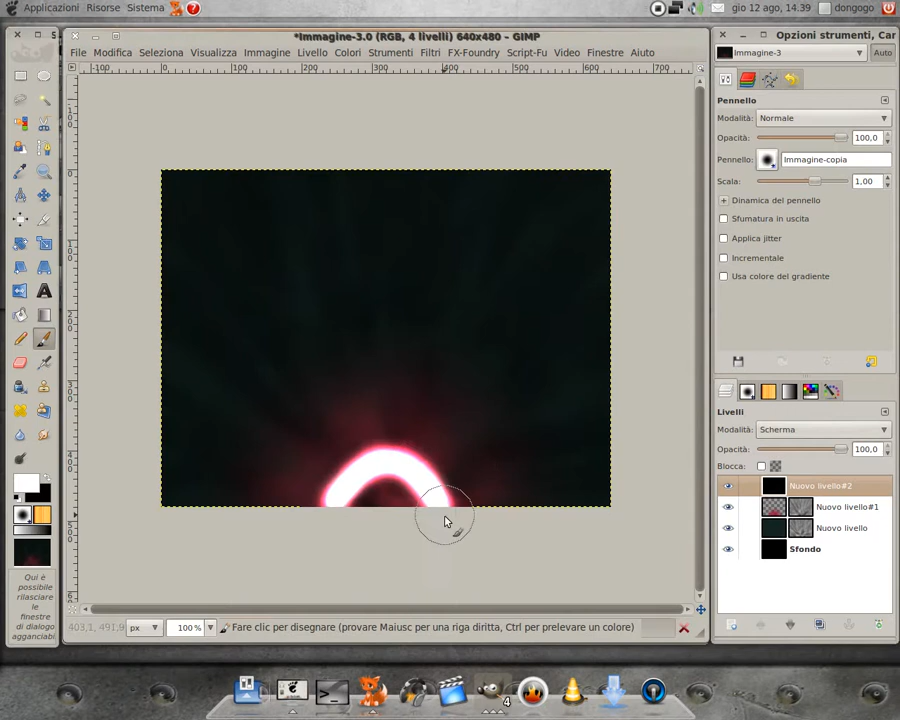 Applicazioni Risorse Sistema
gio 12 ago, 14.39 dongogo
*Immagine-3.0 (RGB, 4 livelli) 640x480 – GIMP
File Modifica Seleziona Visualizza Immagine Livello Colori Strumenti Filtri FX-Foundry Script-Fu Video Finestre Aiuto
-100 0 100 200 300 400 500 600 700
Opzioni strumenti, Car
Immagine-3 Auto
Pennello
Modalità: Normale
Opacità: 100,0
Pennello: Immagine-copia
Scala: 1,00
Dinamica del pennello
Sfumatura in uscita
Applica jitter
Incrementale
Usa colore del gradiente
Livelli
Modalità: Scherma
Opacità: 100,0
Blocca:
Nuovo livello#2
Nuovo livello#1
Nuovo livello
Sfondo
Qui è
possibile
rilasciare
le
finestre
di dialogo
agganciabi
403,1, 491,9 px 100% Fare clic per disegnare (provare Maiusc per una riga diritta, Ctrl per prelevare un colore)
4